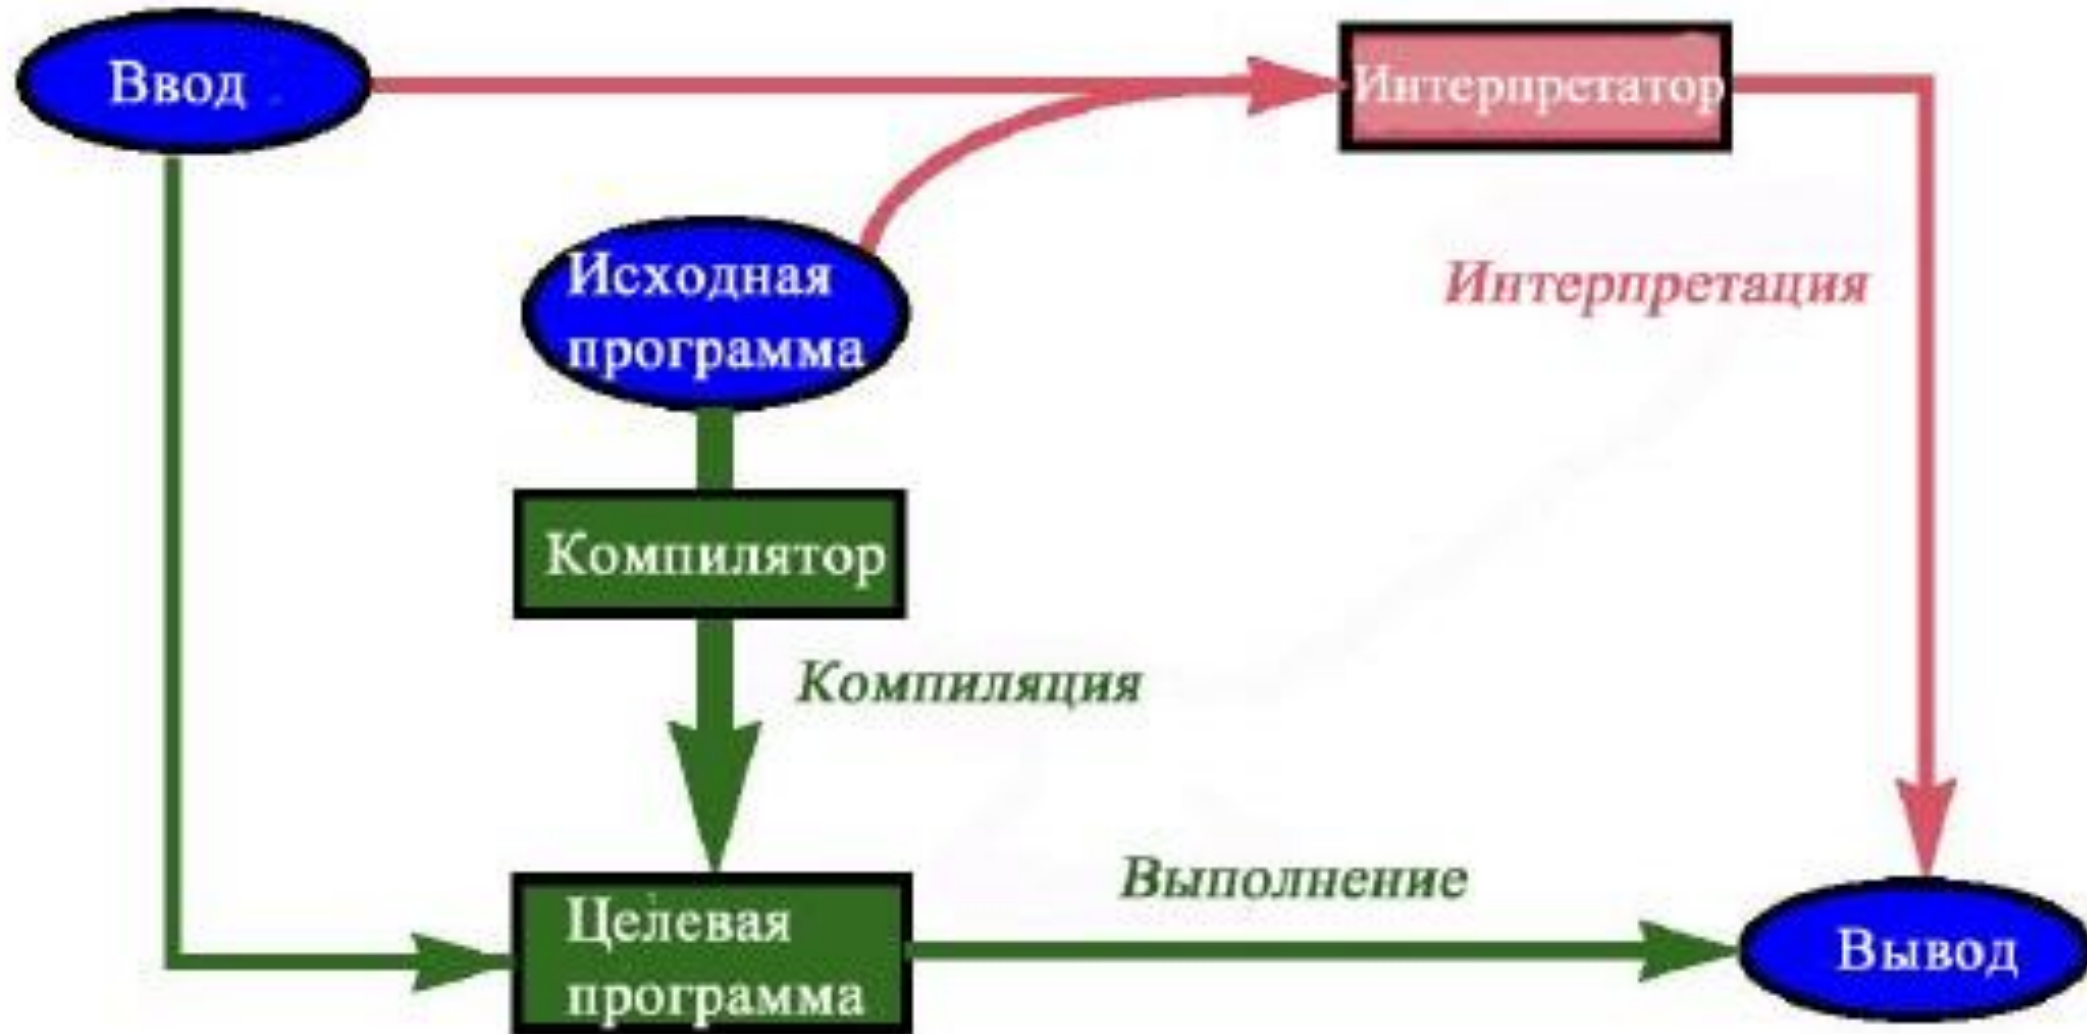 Ввод
Интерпретатор
Исходная
программа
Интерпретация
Компилятор
Компиляция
Выполнение
Целевая
программа
Вывод